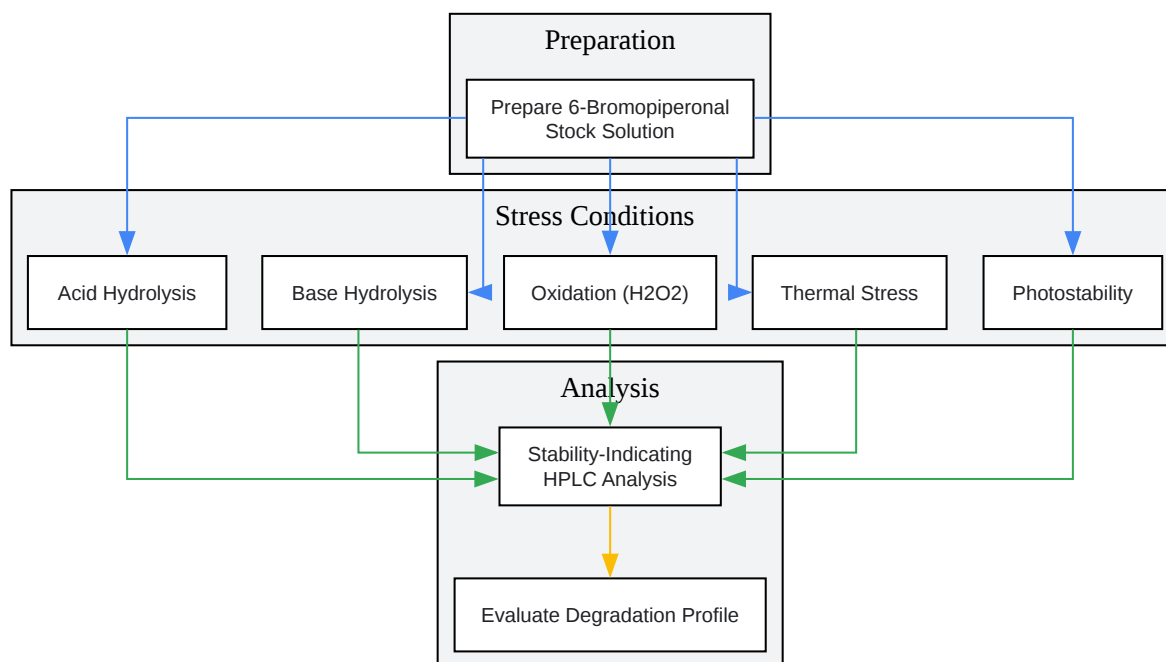 Preparation
Prepare 6-Bromopiperonal
Stock Solution
Stress Conditions
Acid Hydrolysis
Base Hydrolysis
Oxidation (H2O2)
Thermal Stress
Photostability
Analysis
Stability-Indicating
HPLC Analysis
Evaluate Degradation Profile